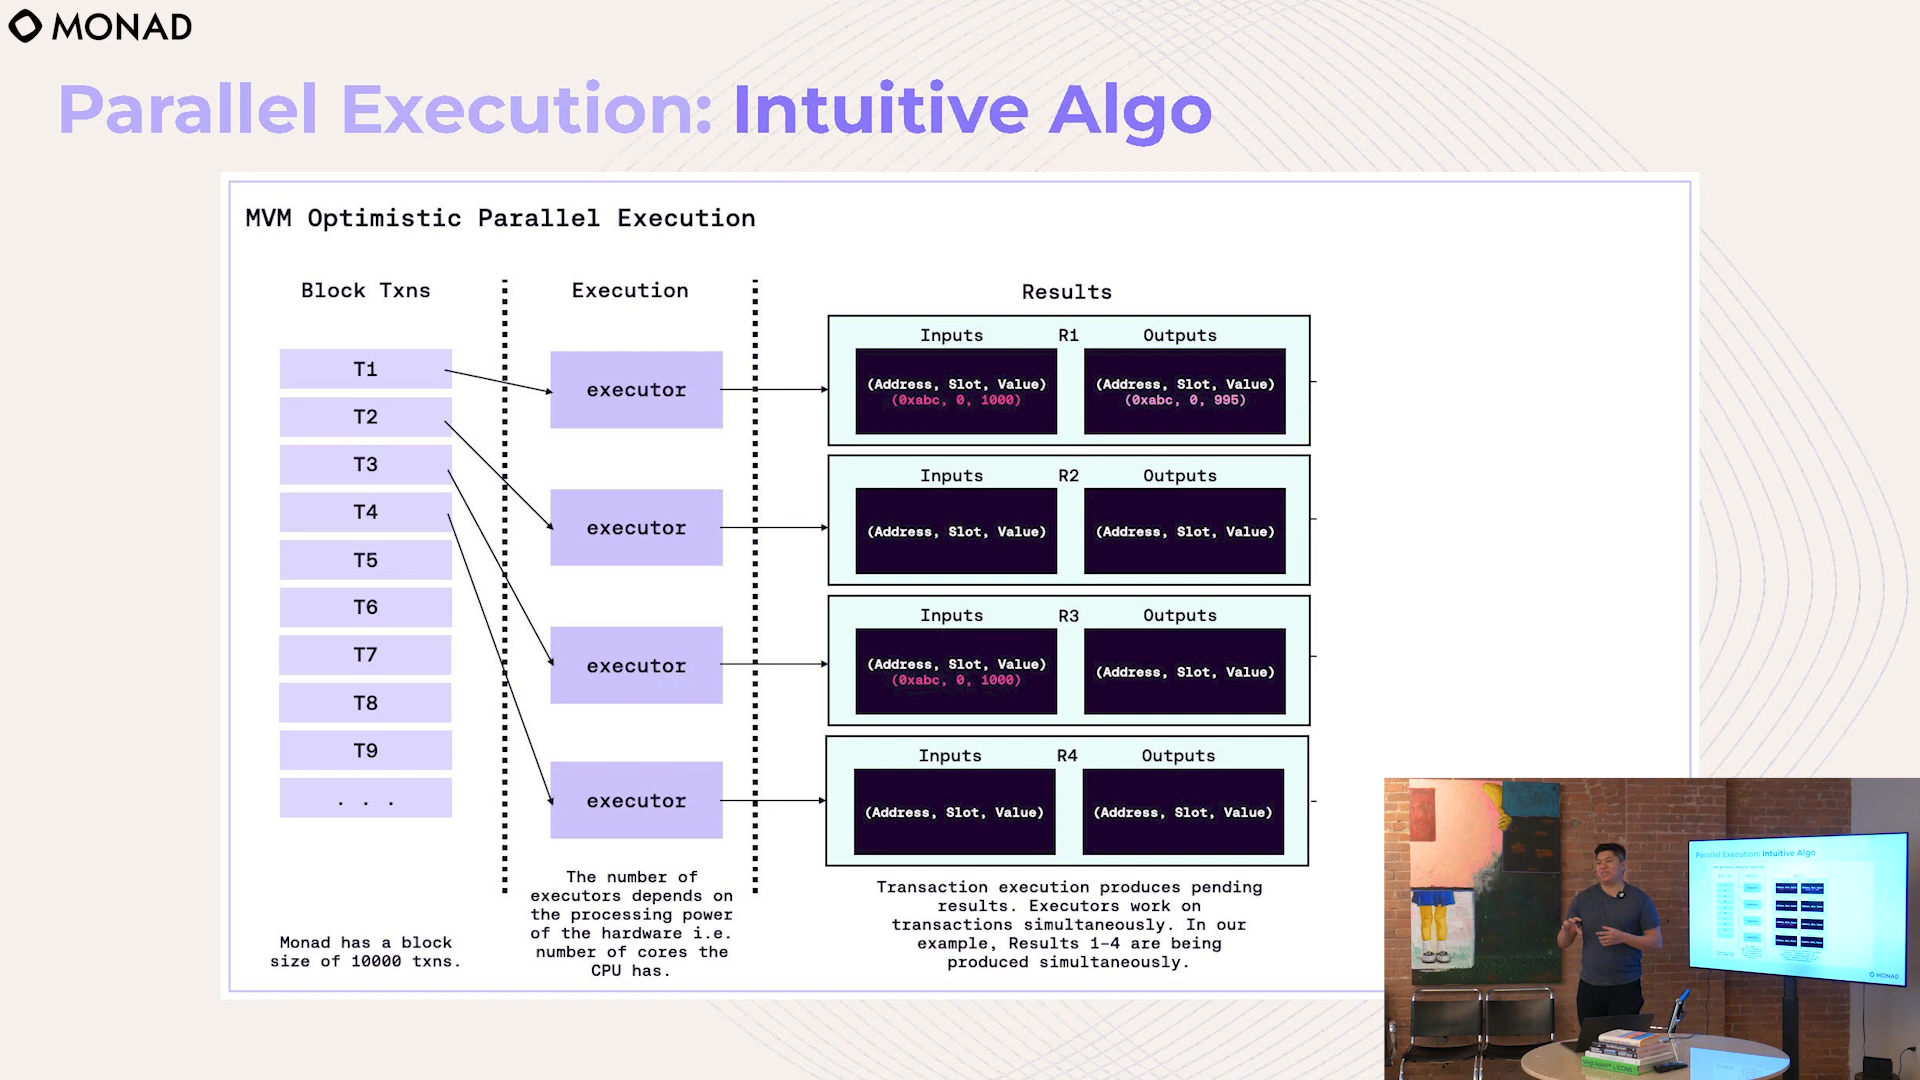 MONAD
Parallel Execution: Intuitive Algo
MVM Optimistic Parallel Execution
Block Txns
T1
T2
T3
T4
T5
T6
T7
T8
T9
. . .
Monad has a block
size of 10000 txns.
Execution
executor
executor
executor
executor
The number of
executors depends on
the processing power
of the hardware i.e.
number of cores the
CPU has.
Results
Inputs R1 Outputs
(Address, Slot, Value) (Address, Slot, Value)
(0xabc, 0, 1000) (0xabc, 0, 995)
Inputs R2 Outputs
(Address, Slot, Value) (Address, Slot, Value)
Inputs R3 Outputs
(Address, Slot, Value) (Address, Slot, Value)
(0xabc, 0, 1000)
Inputs R4 Outputs
(Address, Slot, Value) (Address, Slot, Value)
Transaction execution produces pending
results. Executors work on
transactions simultaneously. In our
example, Results 1-4 are being
produced simultaneously.
Parallel Execution: Intuitive Algo
MONAD